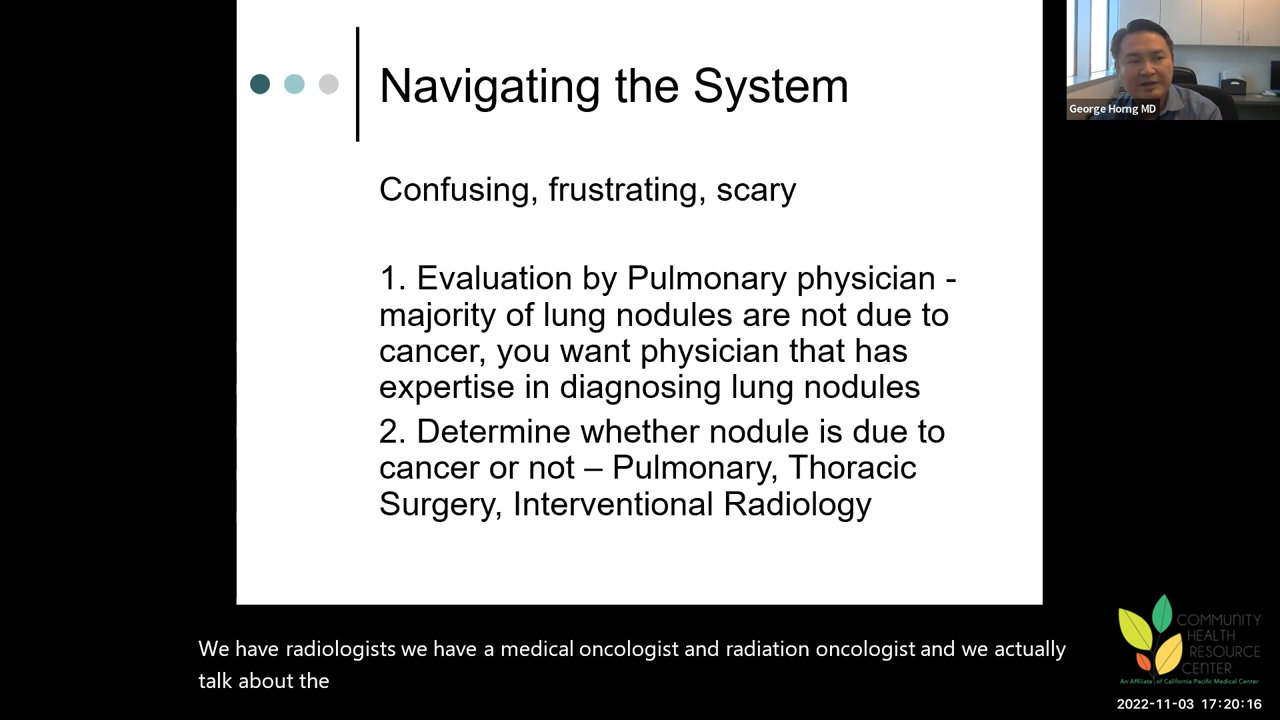 Navigating the System
Confusing, frustrating, scary
1. Evaluation by Pulmonary physician -
majority of lung nodules are not due to
cancer, you want physician that has
expertise in diagnosing lung nodules
2. Determine whether nodule is due to
cancer or not – Pulmonary, Thoracic
Surgery, Interventional Radiology
George Horng MD
We have radiologists we have a medical oncologist and radiation oncologist and we actually
talk about the
COMMUNITY
HEALTH
RESOURCE
CENTER
An Affiliate of California Pacific Medical Center
2022-11-03 17:20:16